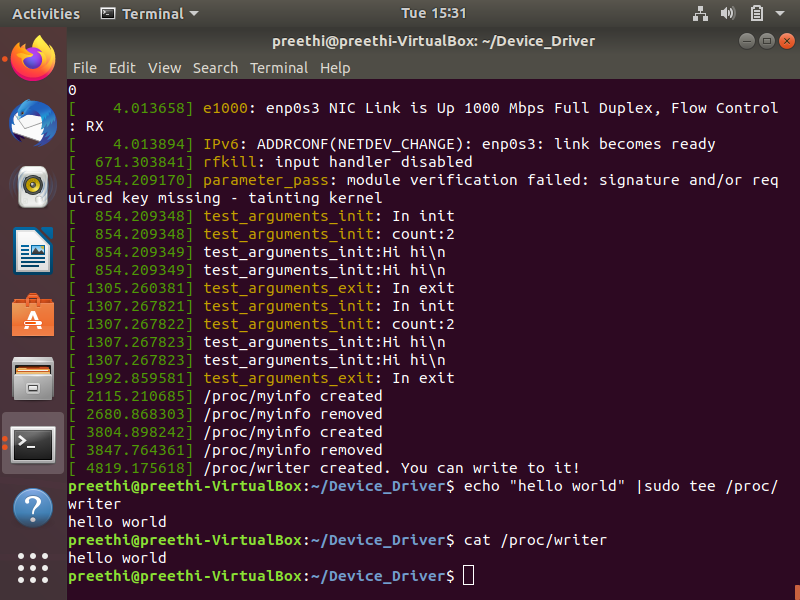 Activities Terminal Tue 15:31
preethi@preethi-VirtualBox: ~/Device_Driver
File Edit View Search Terminal Help
0
[    4.013658] e1000: enp0s3 NIC Link is Up 1000 Mbps Full Duplex, Flow Control
: RX
[    4.013894] IPv6: ADDRCONF(NETDEV_CHANGE): enp0s3: link becomes ready
[  671.303841] rfkill: input handler disabled
[  854.209170] parameter_pass: module verification failed: signature and/or req
uired key missing - tainting kernel
[  854.209348] test_arguments_init: In init
[  854.209348] test_arguments_init: count:2
[  854.209349] test_arguments_init:Hi hi\n
[  854.209349] test_arguments_init:Hi hi\n
[ 1305.260381] test_arguments_exit: In exit
[ 1307.267821] test_arguments_init: In init
[ 1307.267822] test_arguments_init: count:2
[ 1307.267823] test_arguments_init:Hi hi\n
[ 1307.267823] test_arguments_init:Hi hi\n
[ 1992.859581] test_arguments_exit: In exit
[ 2115.210685] /proc/myinfo created
[ 2680.868303] /proc/myinfo removed
[ 3804.898242] /proc/myinfo created
[ 3847.764361] /proc/myinfo removed
[ 4819.175618] /proc/writer created. You can write to it!
preethi@preethi-VirtualBox:~/Device_Driver$ echo "hello world" |sudo tee /proc/
writer
hello world
preethi@preethi-VirtualBox:~/Device_Driver$ cat /proc/writer
hello world
preethi@preethi-VirtualBox:~/Device_Driver$